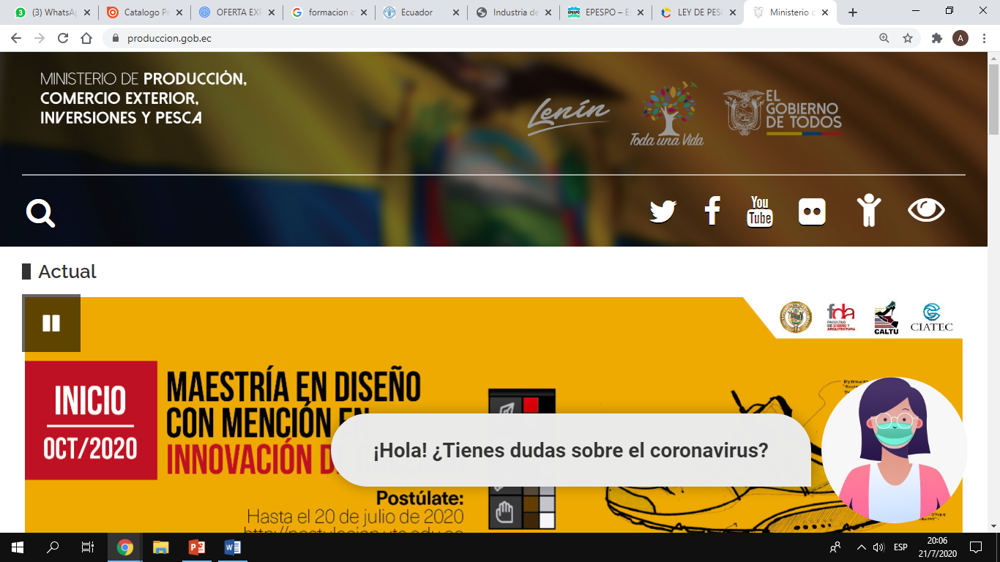 (3) WhatsAp
Catalogo Pr
OFERTA EXP
formacion d
Ecuador
Industria de
EPESPO – E
LEY DE PESC
Ministerio d
produccion.gob.ec
A
MINISTERIO DE PRODUCCIÓN,
COMERCIO EXTERIOR,
INVERSIONES Y PESCA
Lenín
Toda una Vida
EL
GOBIERNO
DE TODOS
You
Tube
Actual
fda
FACULTAD
DE DISEÑO Y
ARQUITECTURA
CALTU
CIATEC
INICIO
OCT/2020
MAESTRÍA EN DISEÑO
CON MENCIÓN EN
INNOVACIÓN D
¡Hola! ¿Tienes dudas sobre el coronavirus?
Postúlate:
Hasta el 20 de julio de 2020
ESP
20:06
21/7/2020